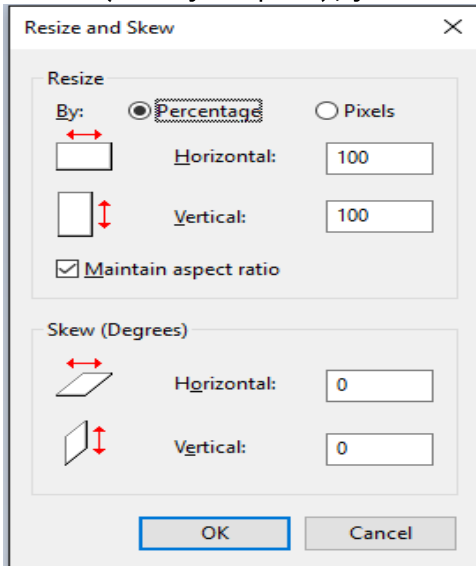 Resize and Skew
Resize
By: Percentage Pixels
Horizontal: 100
Vertical: 100
Maintain aspect ratio
Skew (Degrees)
Horizontal: 0
Vertical: 0
OK Cancel